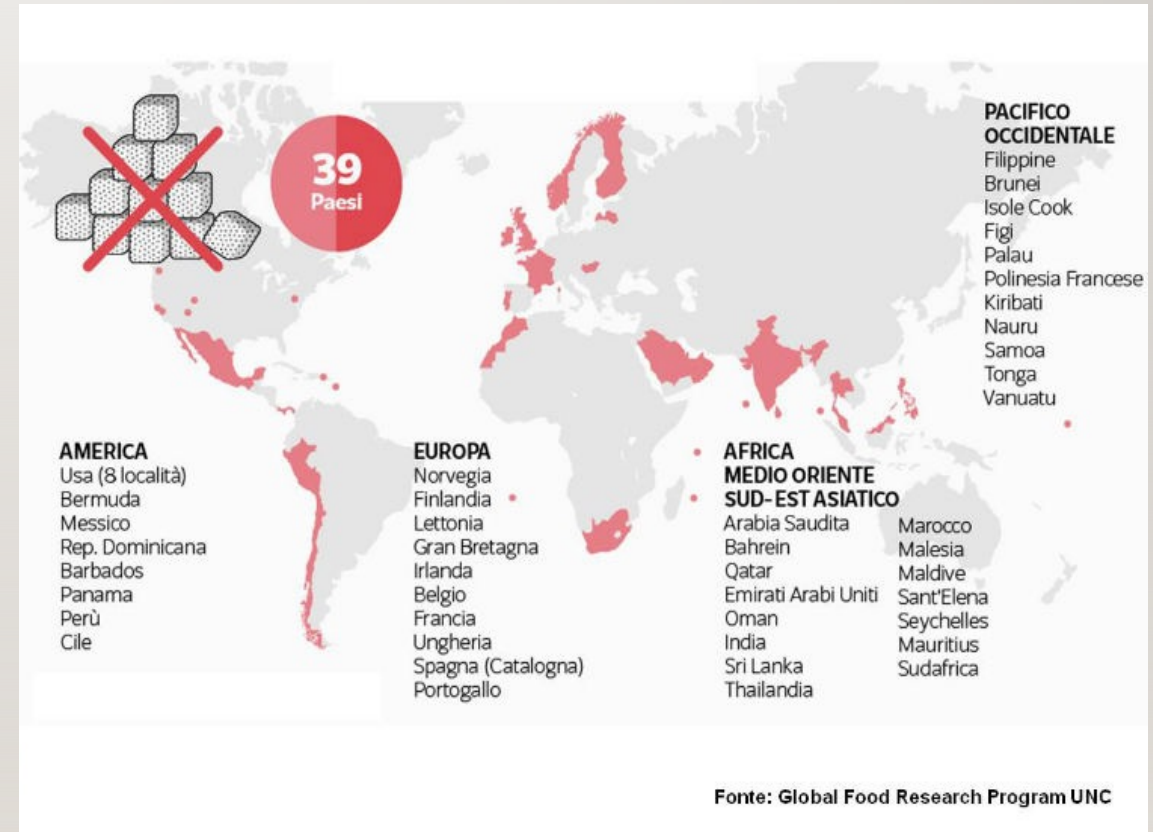 39
Paesi
PACIFICO
OCCIDENTALE
Filippine
Brunei
Isole Cook
Figi
Palau
Polinesia Francese
Kiribati
Nauru
Samoa
Tonga
Vanuatu
AMERICA
Usa (8 località)
Bermuda
Messico
Rep. Dominicana
Barbados
Panama
Perù
Cile
EUROPA
Norvegia
Finlandia
Lettonia
Gran Bretagna
Irlanda
Belgio
Francia
Ungheria
Spagna (Catalogna)
Portogallo
AFRICA
MEDIO ORIENTE
SUD-EST ASIATICO
Arabia Saudita
Bahrein
Qatar
Emirati Arabi Uniti
Oman
India
Sri Lanka
Thailandia
Marocco
Malesia
Maldive
Sant'Elena
Seychelles
Mauritius
Sudafrica
Fonte: Global Food Research Program UNC